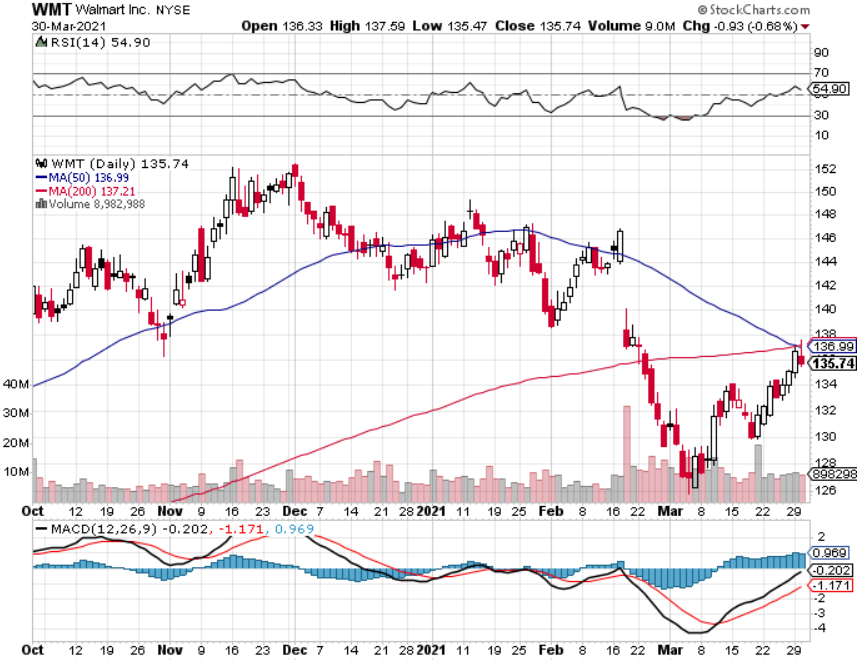 WMT Walmart Inc. NYSE
© StockCharts.com
30-Mar-2021
Open 136.33 High 137.59 Low 135.47 Close 135.74 Volume 9.0M Chg -0.93 (-0.68%)
RSI(14) 54.90
90
70
54.90
30
10
WMT (Daily) 135.74
MA(50) 136.99
MA(200) 137.21
Volume 8,982,988
152
150
148
146
144
142
140
138
136.99
135.74
134
132
130
128
898298
126
40M
30M
20M
10M
Oct 12 19 26 Nov 9 16 23 Dec 7 14 21 28 2021 11 19 25 Feb 8 16 22 Mar 8 15 22 29
MACD(12,26,9) -0.202, -1.171, 0.969
2
0.969
-0.202
-1.171
-2
-3
-4
Oct 12 19 26 Nov 9 16 23 Dec 7 14 21 28 2021 11 19 25 Feb 8 16 22 Mar 8 15 22 29